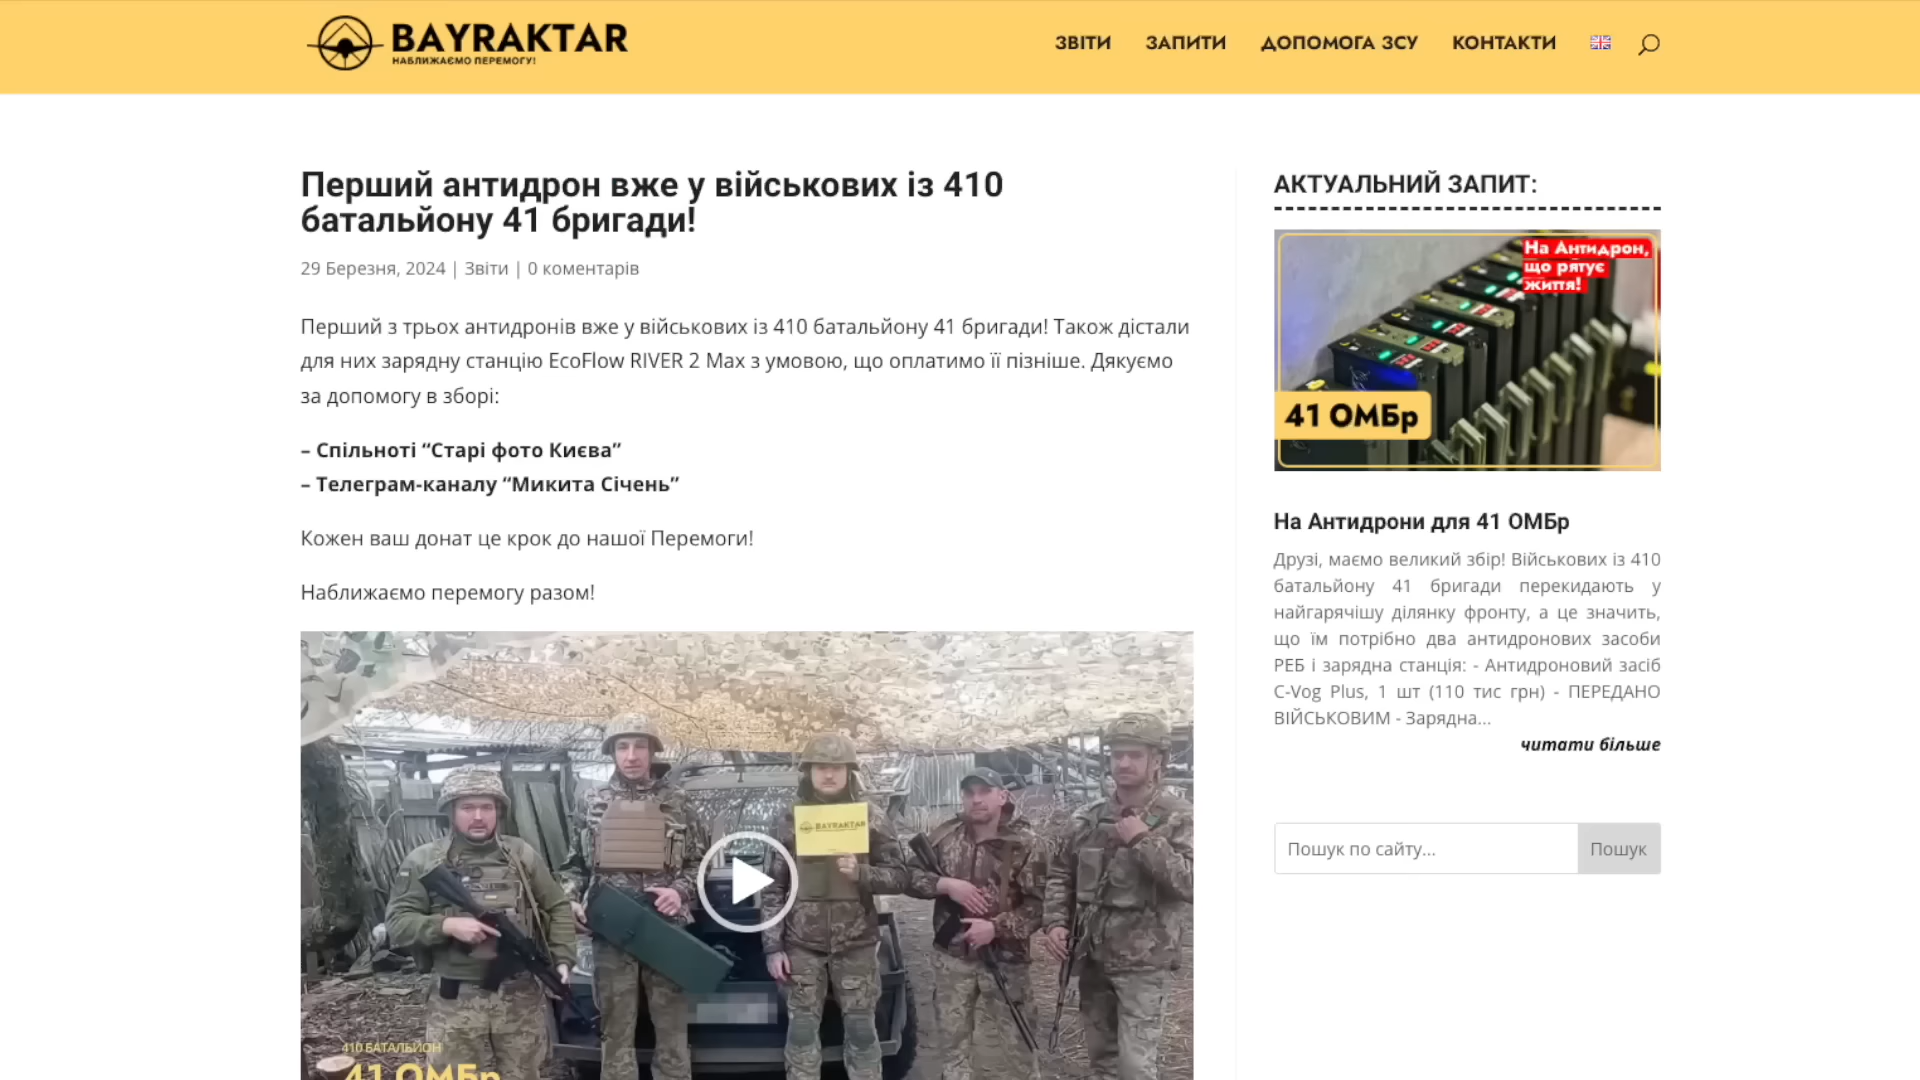 BAYRAKTAR
НАБЛИЖАЄМО ПЕРЕМОГУ!
ЗВІТИ
ЗАПИТИ
ДОПОМОГА ЗСУ
КОНТАКТИ
Перший антидрон вже у військових із 410
батальйону 41 бригади!
29 Березня, 2024 | Звіти | 0 коментарів
Перший з трьох антидронів вже у військових із 410 батальйону 41 бригади! Також дістали
для них зарядну станцію EcoFlow RIVER 2 Max з умовою, що оплатимо її пізніше. Дякуємо
за допомогу в зборі:
– Спільноті “Старі фото Києва”
– Телеграм-каналу “Микита Січень”
Кожен ваш донат це крок до нашої Перемоги!
Наближаємо перемогу разом!
BAYRAKTAR
410 БАТАЛЬЙОН
41 ОМБр
АКТУАЛЬНИЙ ЗАПИТ:
На Антидрон,
що рятує
життя!
41 ОМБр
На Антидрони для 41 ОМБр
Друзі, маємо великий збір! Військових із 410
батальйону 41 бригади перекидають у
найгарячішу ділянку фронту, а це значить,
що їм потрібно два антидронових засоби
РЕБ і зарядна станція: - Антидроновий засіб
C-Vog Plus, 1 шт (110 тис грн) - ПЕРЕДАНО
ВІЙСЬКОВИМ - Зарядна...
читати більше
Пошук по сайту...
Пошук